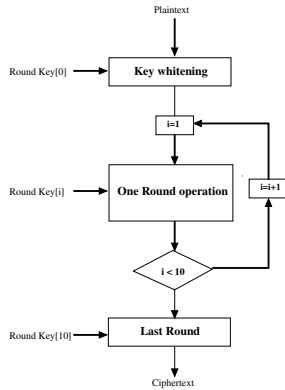 Plaintext
Round Key[0]
Key whitening
i=1
Round Key[i]
One Round operation
i=i+1
i < 10
Round Key[10]
Last Round
Ciphertext